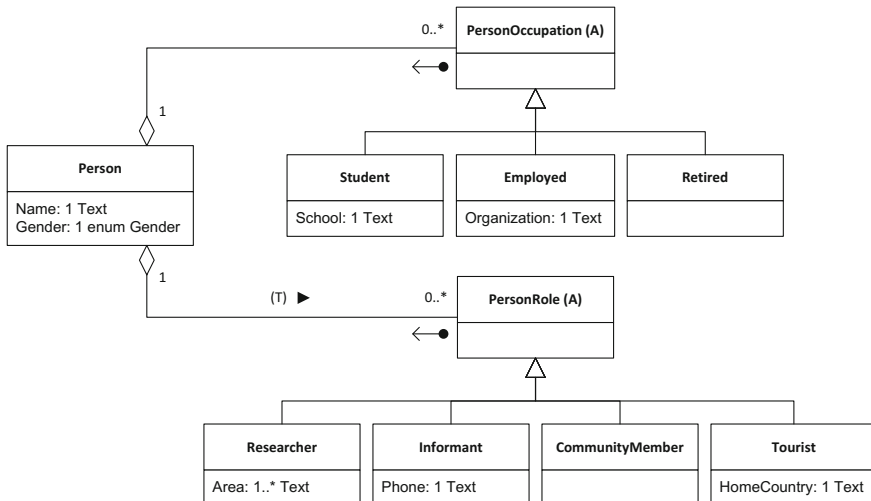 0..*
PersonOccupation (A)
1
Person
Name: 1 Text
Gender: 1 enum Gender
Student
School: 1 Text
Employed
Organization: 1 Text
Retired
1
(T) ►
0..*
PersonRole (A)
Researcher
Area: 1..* Text
Informant
Phone: 1 Text
CommunityMember
Tourist
HomeCountry: 1 Text